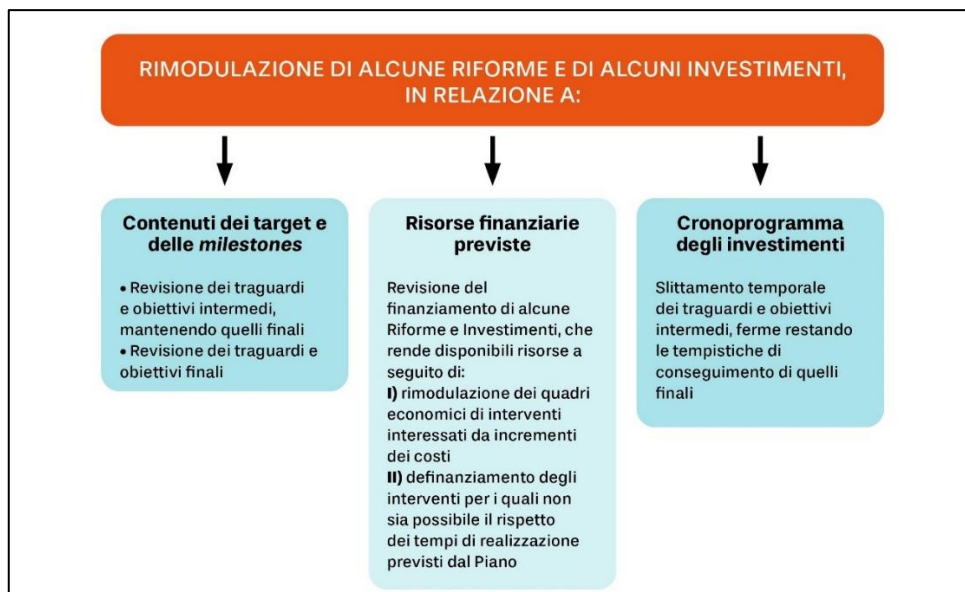 RIMODULAZIONE DI ALCUNE RIFORME E DI ALCUNI INVESTIMENTI,
IN RELAZIONE A:
Contenuti dei target e
delle milestones
• Revisione dei traguardi
e obiettivi intermedi,
mantenendo quelli finali
• Revisione dei traguardi e
obiettivi finali
Risorse finanziarie
previste
Revisione del
finanziamento di alcune
Riforme e Investimenti, che
rende disponibili risorse a
seguito di:
I) rimodulazione dei quadri
economici di interventi
interessati da incrementi
dei costi
II) definanziamento degli
interventi per i quali non
sia possibile il rispetto
dei tempi di realizzazione
previsti dal Piano
Cronoprogramma
degli investimenti
Slittamento temporale
dei traguardi e obiettivi
intermedi, ferme restando
le tempistiche di
conseguimento di quelli
finali